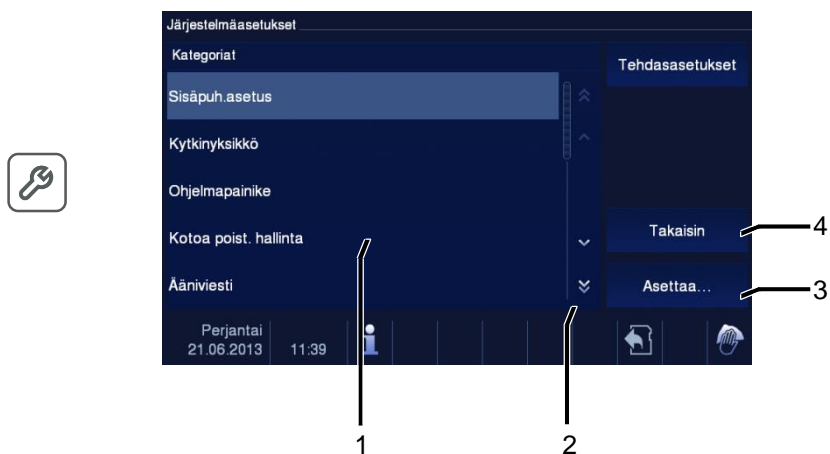 Järjestelmäasetukset
Kategoriat
Tehdasasetukset
Sisäpuh.asetus
Kytkinyksikkö
Ohjelmapainike
Kotoa poist. hallinta
Takaisin
4
Ääniviesti
Asettaa...
3
Perjantai
21.06.2013 11:39
1
2